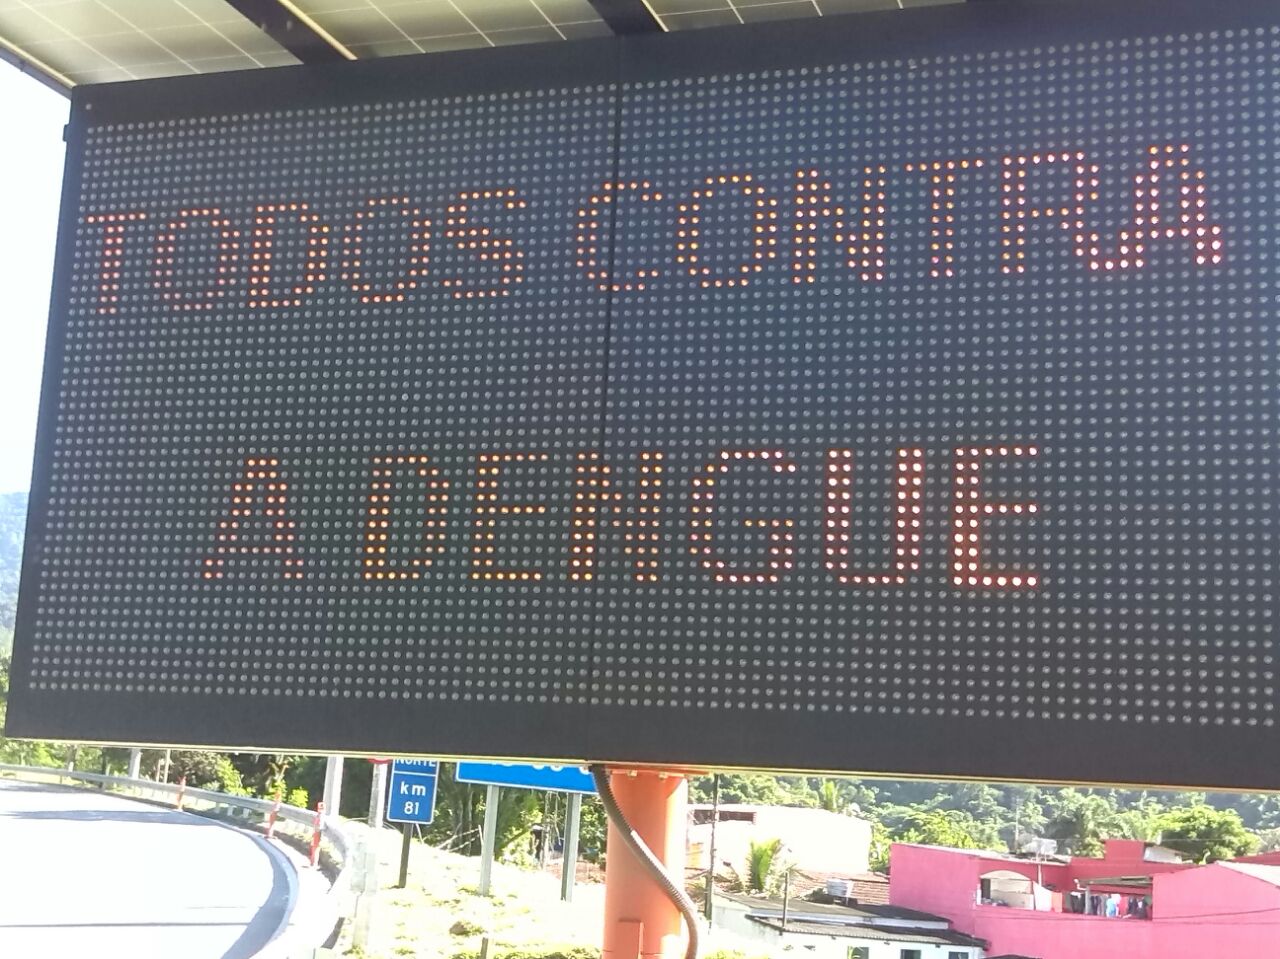 TODOS CONTRA
A DENGUE
NORTE
km
81